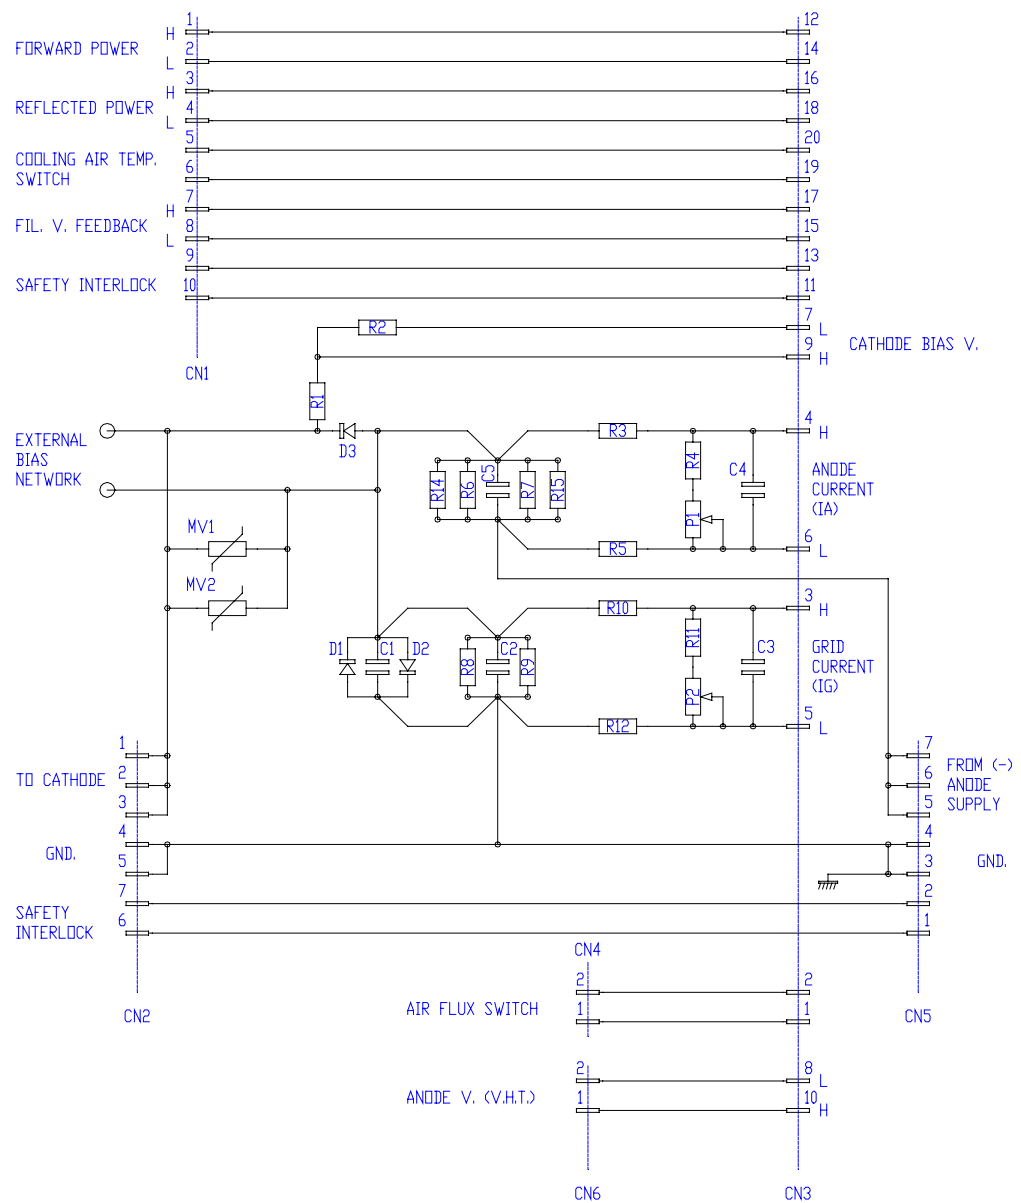 1
12
H
FORWARD POWER
2
14
L
3
16
H
REFLECTED POWER
4
18
L
5
20
COOLING AIR TEMP.
SWITCH
6
19
7
17
H
FIL. V. FEEDBACK
8
15
L
9
13
SAFETY INTERLOCK
10
11
R2
7
L
CATHODE BIAS V.
9
H
CN1
R1
EXTERNAL
BIAS
NETWORK
D3
R3
4
H
R14
R6
C5
R7
R15
R4
C4
ANODE
CURRENT
(IA)
P1
MV1
R5
6
L
MV2
R10
3
H
D1
C1
D2
R8
C2
R9
R11
C3
GRID
CURRENT
(IG)
P2
R12
5
L
1
TO CATHODE
2
3
7
FROM (-)
ANODE
SUPPLY
6
5
4
GND.
5
4
GND.
3
7
SAFETY
INTERLOCK
6
2
1
CN4
CN2
2
2
AIR FLUX SWITCH
1
1
CN5
2
8
L
ANODE V. (V.H.T.)
1
10
H
CN6
CN3